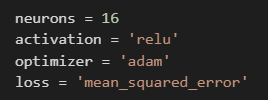 neurons = 16
activation = 'relu'
optimizer = 'adam'
loss = 'mean_squared_error'